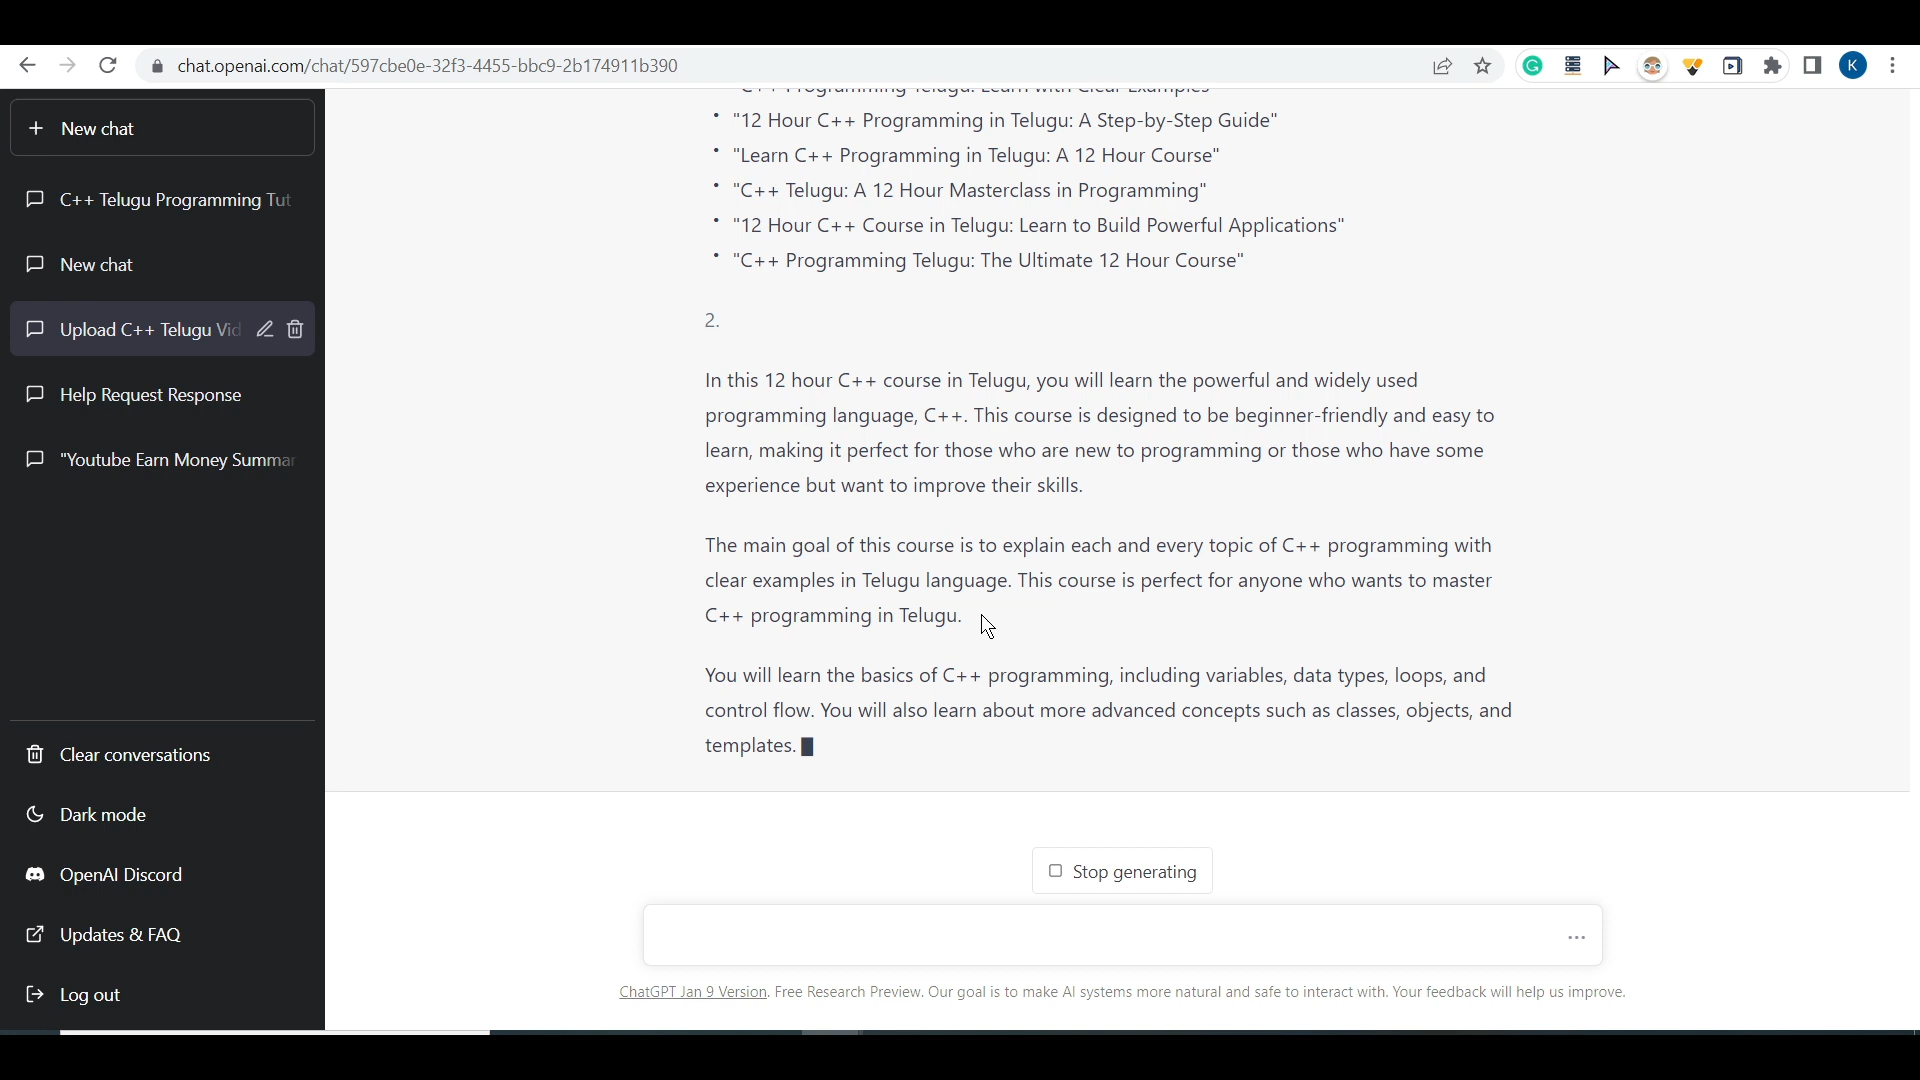 chat.openai.com/chat/597cbe0e-32f3-4455-bbc9-2b174911b390
K
New chat
C++ Telugu Programming Tut
New chat
Upload C++ Telugu Vid
Help Request Response
"Youtube Earn Money Summar
Clear conversations
Dark mode
OpenAI Discord
Updates & FAQ
Log out
"C++ Programming Telugu: Learn with Clear Examples"
• "12 Hour C++ Programming in Telugu: A Step-by-Step Guide"
• "Learn C++ Programming in Telugu: A 12 Hour Course"
• "C++ Telugu: A 12 Hour Masterclass in Programming"
• "12 Hour C++ Course in Telugu: Learn to Build Powerful Applications"
• "C++ Programming Telugu: The Ultimate 12 Hour Course"
2.
In this 12 hour C++ course in Telugu, you will learn the powerful and widely used
programming language, C++. This course is designed to be beginner-friendly and easy to
learn, making it perfect for those who are new to programming or those who have some
experience but want to improve their skills.
The main goal of this course is to explain each and every topic of C++ programming with
clear examples in Telugu language. This course is perfect for anyone who wants to master
C++ programming in Telugu.
You will learn the basics of C++ programming, including variables, data types, loops, and
control flow. You will also learn about more advanced concepts such as classes, objects, and
templates.
Stop generating
ChatGPT Jan 9 Version. Free Research Preview. Our goal is to make AI systems more natural and safe to interact with. Your feedback will help us improve.